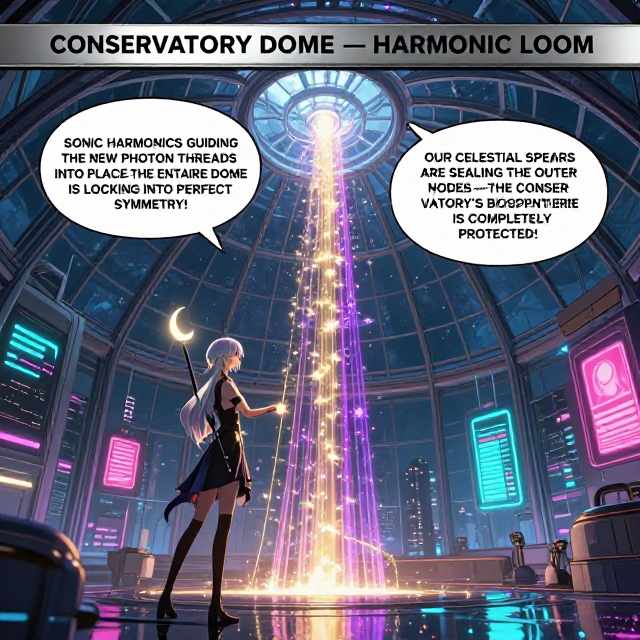 CONSERVATORY DOME — HARMONIC LOOM
SONIC HARMONICS GUIDING
THE NEW PHOTON THREADS
INTO PLACE.THE ENTAIRE DOME
IS LOCKING INTO PERFECT
SYMMETRY!
OUR CELESTIAL SPEARS
ARE SEALING THE OUTER
NODES — THE CONSER
VATORY'S
IS COMPLETELY
PROTECTED!